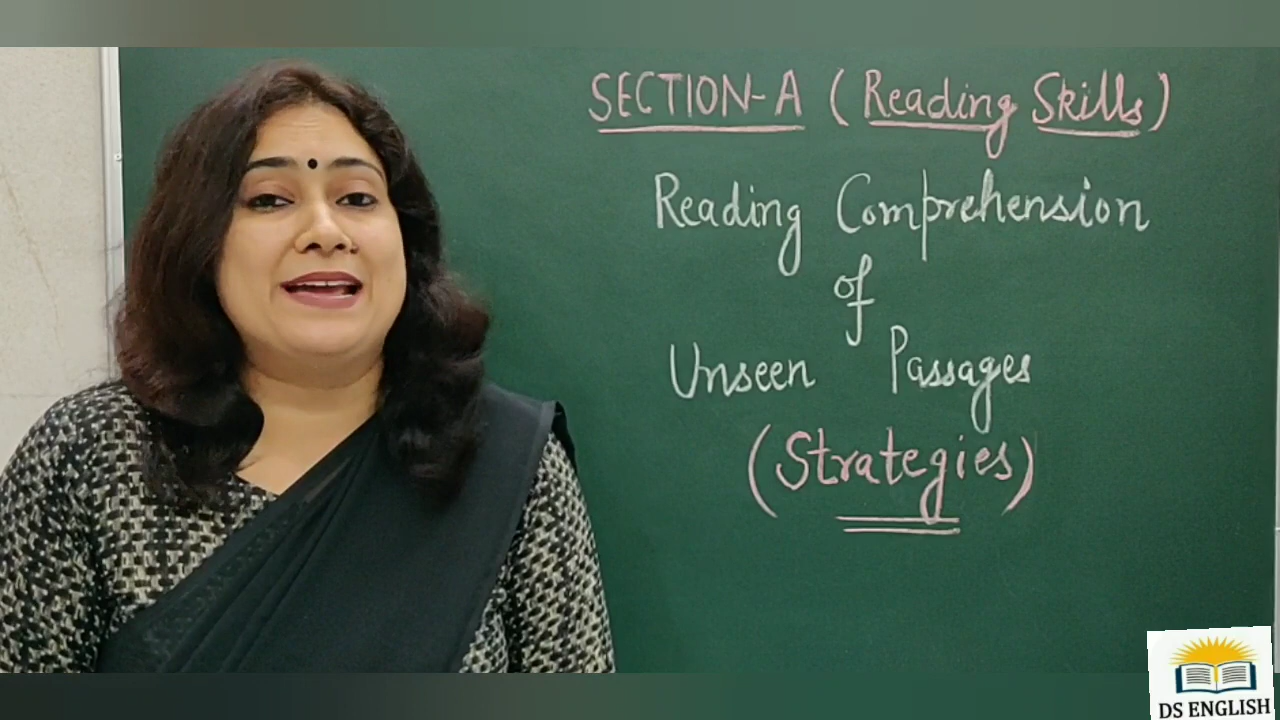 SECTION-A (Reading Skills)
Reading Comprehension
of
Unseen Passages
(Strategies)
DS ENGLISH